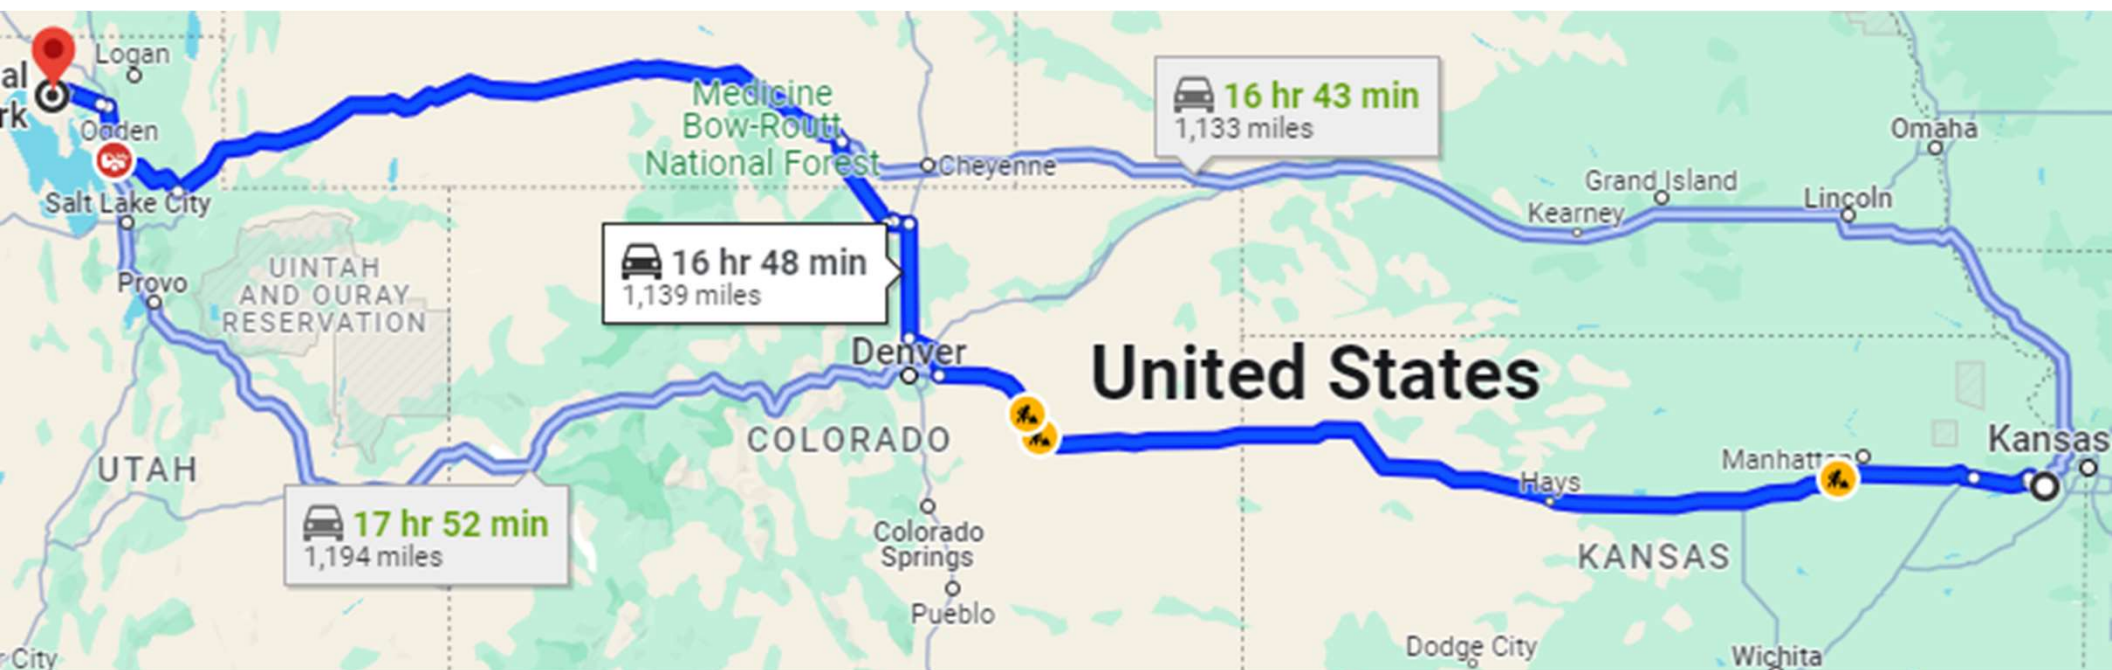 al
rk
Logan
Ogden
Salt Lake City
Provo
UINTAH
AND OURAY
RESERVATION
UTAH
Medicine
Bow-Routt
National Forest
Cheyenne
16 hr 43 min
1,133 miles
Omaha
Grand Island
Kearney
Lincoln
16 hr 48 min
1,139 miles
Denver
United States
COLORADO
17 hr 52 min
1,194 miles
Colorado
Springs
Pueblo
Hays
Manhattan
Kansas
KANSAS
Dodge City
Wichita
r City